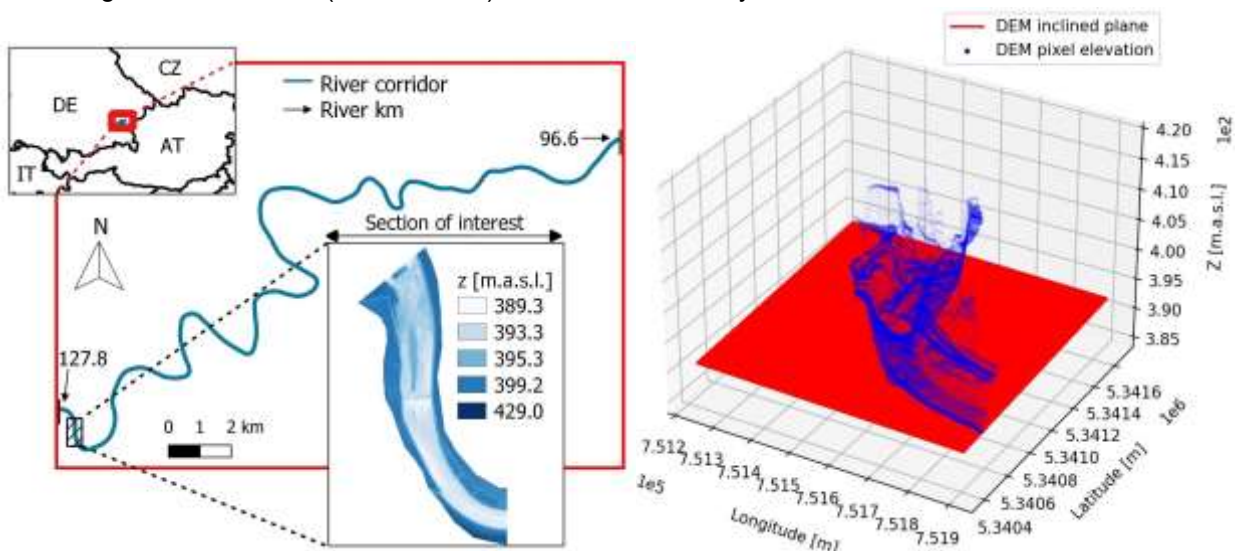 CZ
DE
AT
IT
River corridor
River km
96.6
N
Section of interest
z [m.a.s.l.]
389.3
393.3
395.3
399.2
429.0
127.8
0 1 2 km
DEM inclined plane
DEM pixel elevation
1e2
4.20
4.15
4.10
4.05
4.00
3.95
3.90
3.85
Z [m.a.s.l.]
5.3416
5.3414
5.3412
5.3410
5.3408
5.3406
5.3404
1e6
Latitude [m]
7.512
7.513
7.514
7.515
7.516
7.517
7.518
7.519
1e5
Longitude [m]